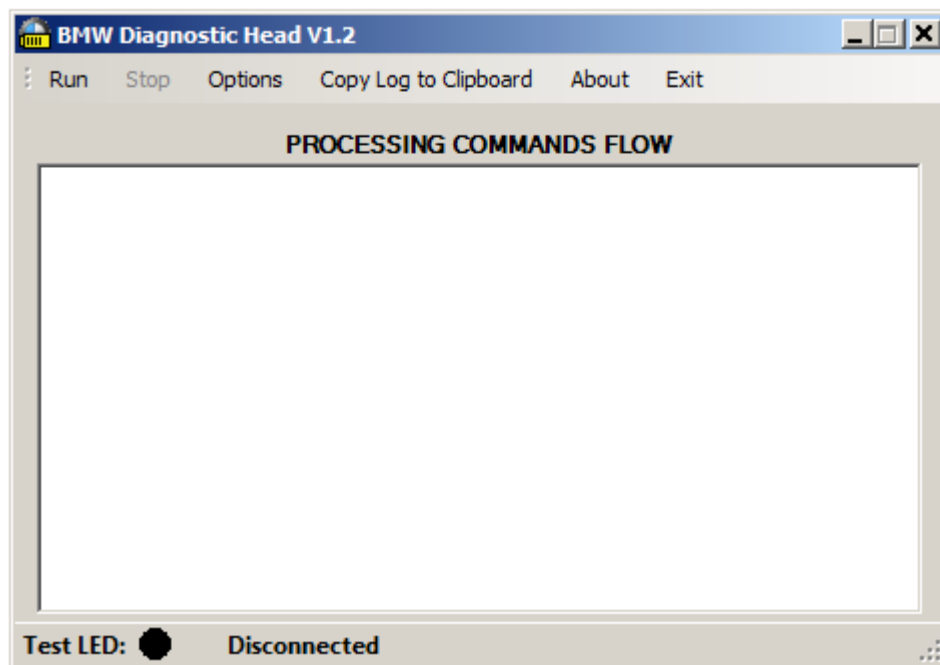 BMW Diagnostic Head V1.2
Run Stop Options Copy Log to Clipboard About Exit
PROCESSING COMMANDS FLOW
Test LED: Disconnected